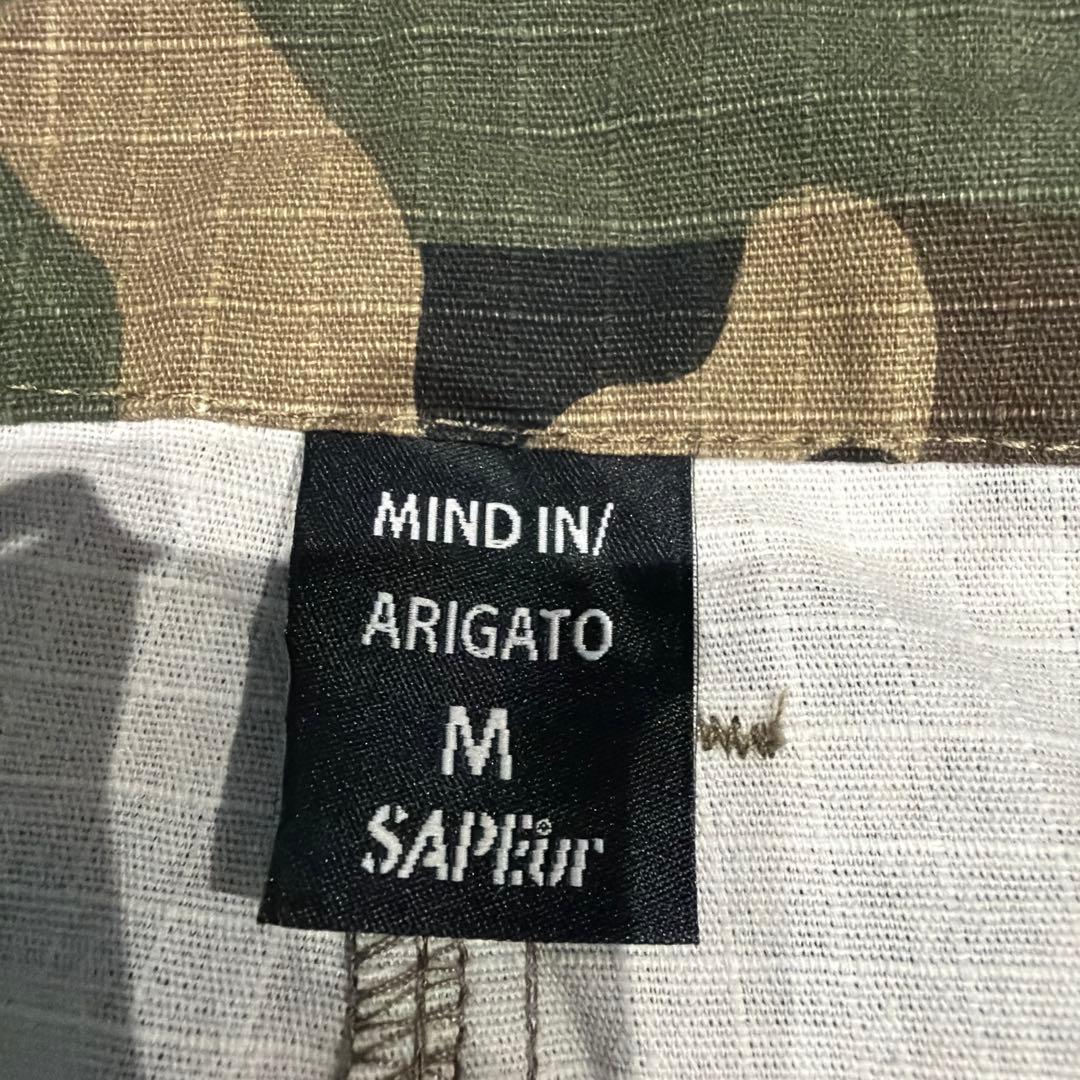 MIND IN/
ARIGATO
M
SAPEur